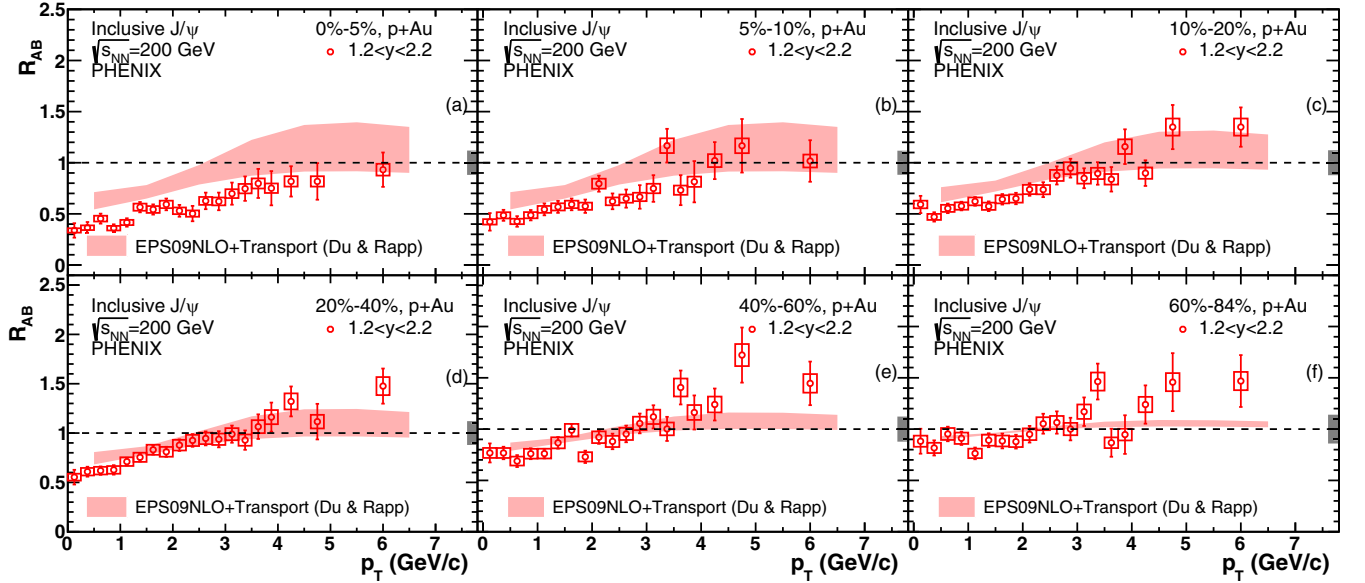 R_AB
2
1.5
1
0.5
0
Inclusive J/ψ
√s_NN=200 GeV
PHENIX
0%-5%, p+Au
1.2<y<2.2
(a)
EPS09NLO+Transport (Du & Rapp)
Inclusive J/ψ
√s_NN=200 GeV
PHENIX
5%-10%, p+Au
1.2<y<2.2
(b)
EPS09NLO+Transport (Du & Rapp)
Inclusive J/ψ
√s_NN=200 GeV
PHENIX
10%-20%, p+Au
1.2<y<2.2
(c)
EPS09NLO+Transport (Du & Rapp)
R_AB
2
1.5
1
0.5
0
Inclusive J/ψ
√s_NN=200 GeV
PHENIX
20%-40%, p+Au
1.2<y<2.2
(d)
EPS09NLO+Transport (Du & Rapp)
0 1 2 3 4 5 6 7
p_T (GeV/c)
Inclusive J/ψ
√s_NN=200 GeV
PHENIX
40%-60%, p+Au
1.2<y<2.2
(e)
EPS09NLO+Transport (Du & Rapp)
0 1 2 3 4 5 6 7
p_T (GeV/c)
Inclusive J/ψ
√s_NN=200 GeV
PHENIX
60%-84%, p+Au
1.2<y<2.2
(f)
EPS09NLO+Transport (Du & Rapp)
0 1 2 3 4 5 6 7
p_T (GeV/c)